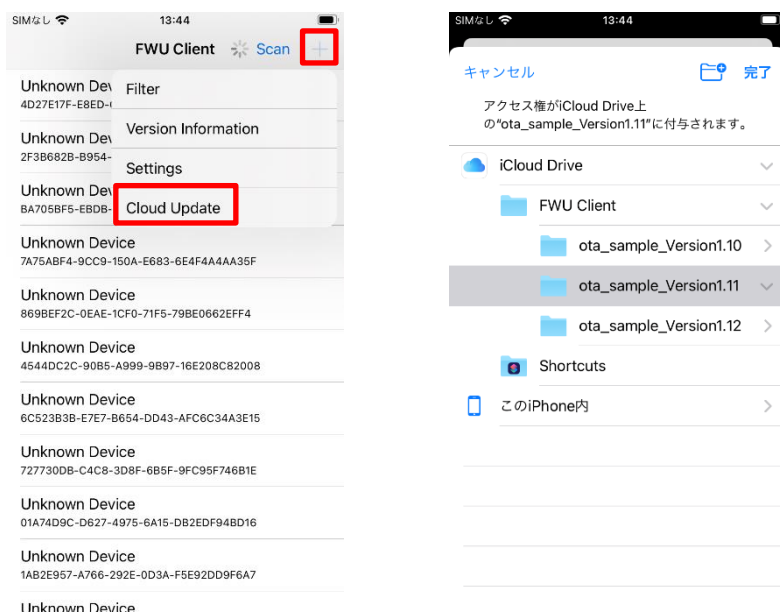 SIMなし 13:44
FWU Client Scan
Filter
Version Information
Settings
Cloud Update
Unknown Dev
4D27E17F-E8ED-
Unknown Dev
2F3B682B-B954-
Unknown Dev
BA705BF5-EBDB-
Unknown Device
7A75ABF4-9CC9-150A-E683-6E4F4A4AA35F
Unknown Device
869BEF2C-0EAE-1CF0-71F5-79BE0662EFF4
Unknown Device
4544DC2C-90B5-A999-9B97-16E208C82008
Unknown Device
6C523B3B-E7E7-B654-DD43-AFC6C34A3E15
Unknown Device
727730DB-C4C8-3D8F-6B5F-9FC95F746B1E
Unknown Device
01A74D9C-D627-4975-6A15-DB2EDF94BD16
Unknown Device
1AB2E957-A766-292E-0D3A-F5E92DD9F6A7
Unknown Device
SIMなし 13:44
キャンセル 完了
アクセス権がiCloud Drive上
の"ota_sample_Version1.11"に付与されます。
iCloud Drive
FWU Client
ota_sample_Version1.10
ota_sample_Version1.11
ota_sample_Version1.12
Shortcuts
このiPhone内